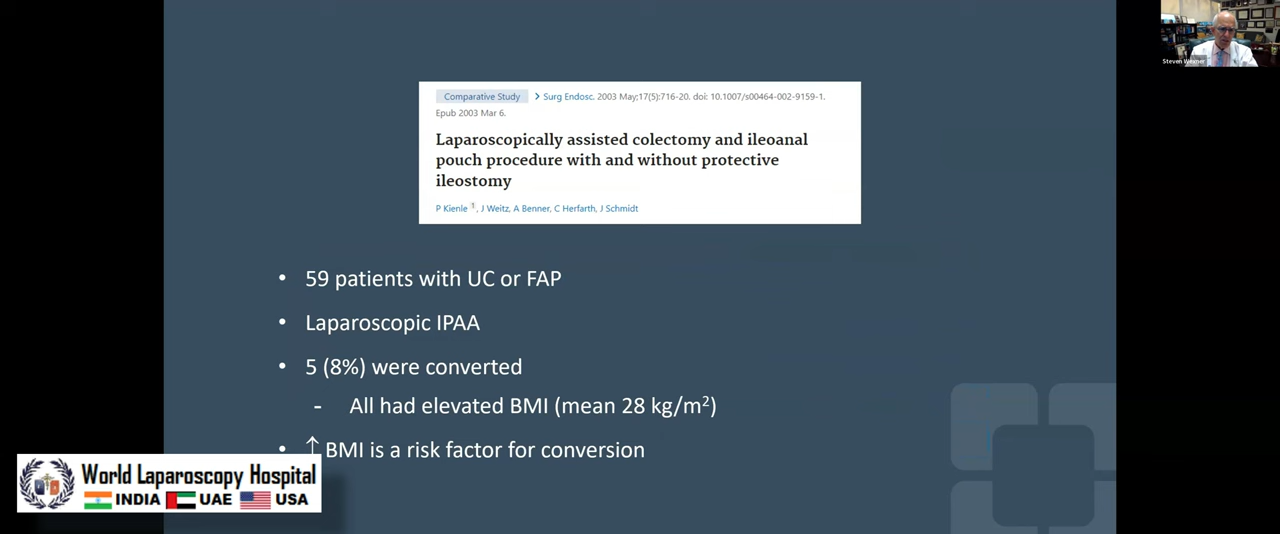 Steven Wexner
Comparative Study > Surg Endosc. 2003 May;17(5):716-20. doi: 10.1007/s00464-002-9159-1.
Epub 2003 Mar 6.
Laparoscopically assisted colectomy and ileoanal
pouch procedure with and without protective
ileostomy
P Kienle 1, J Weitz, A Benner, C Herfarth, J Schmidt
• 59 patients with UC or FAP
• Laparoscopic IPAA
• 5 (8%) were converted
- All had elevated BMI (mean 28 kg/m²)
• ↑ BMI is a risk factor for conversion
World Laparoscopy Hospital
INDIA UAE USA